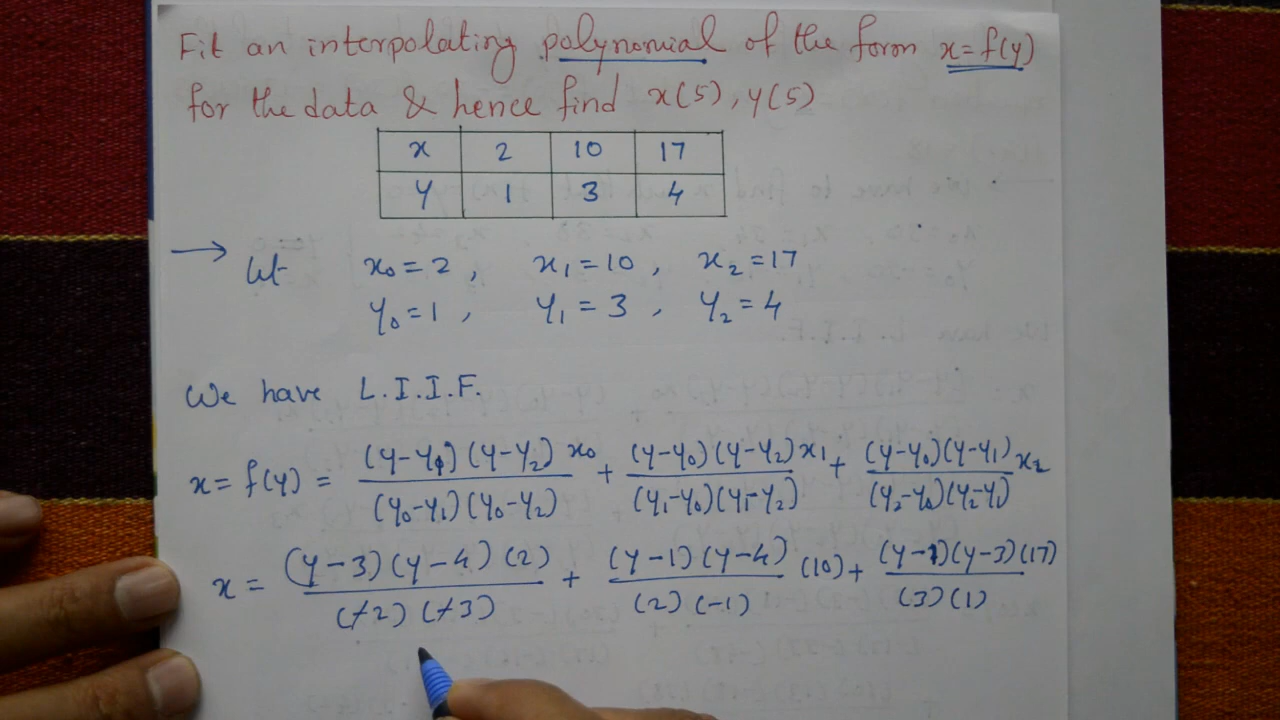 Fit an interpolating polynomial of the form x=f(y)
for the data & hence find x(5), y(5)
x 2 10 17
y 1 3 4
→ Let x₀=2, x₁=10, x₂=17
y₀=1, y₁=3, y₂=4
We have L.I.I.F.
x=f(y) = (y-y₁)(y-y₂)x₀/(y₀-y₁)(y₀-y₂) + (y-y₀)(y-y₂)x₁/(y₁-y₀)(y₁-y₂) + (y-y₀)(y-y₁)x₂/(y₂-y₀)(y₂-y₁)
x = (y-3)(y-4)(2)/(-2)(-3) + (y-1)(y-4)/(2)(-1) (10) + (y-1)(y-3)(17)/(3)(1)